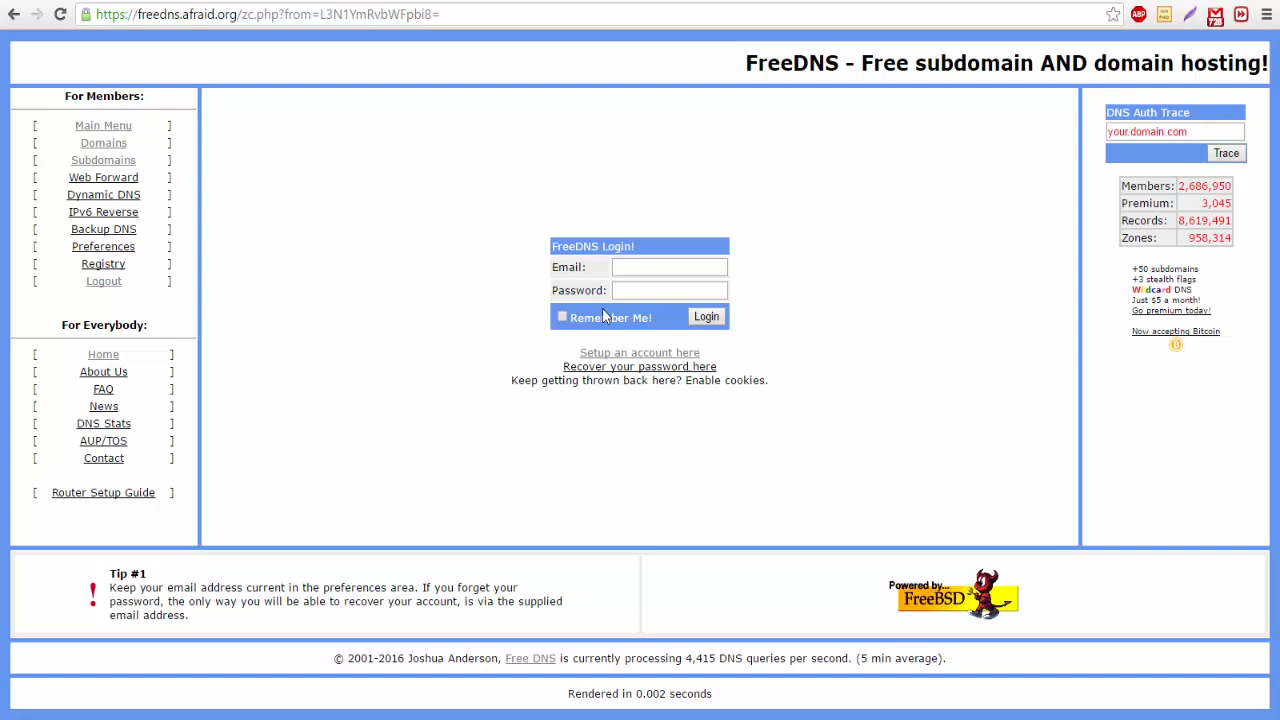 https://freedns.afraid.org/zc.php?from=L3N1YmRvbWFpbi8=
ABP
728
FreeDNS - Free subdomain AND domain hosting!
For Members:
[ Main Menu ]
[ Domains ]
[ Subdomains ]
[ Web Forward ]
[ Dynamic DNS ]
[ IPv6 Reverse ]
[ Backup DNS ]
[ Preferences ]
[ Registry ]
[ Logout ]
For Everybody:
[ Home ]
[ About Us ]
[ FAQ ]
[ News ]
[ DNS Stats ]
[ AUP/TOS ]
[ Contact ]
[ Router Setup Guide ]
FreeDNS Login!
Email:
Password:
Remember Me! Login
Setup an account here
Recover your password here
Keep getting thrown back here? Enable cookies.
DNS Auth Trace
your.domain.com
Trace
Members: 2,686,950
Premium: 3,045
Records: 8,619,491
Zones: 958,314
+50 subdomains
+3 stealth flags
Wildcard DNS
Just $5 a month!
Go premium today!
Now accepting Bitcoin
Tip #1
Keep your email address current in the preferences area. If you forget your
password, the only way you will be able to recover your account, is via the supplied
email address.
Powered by...
FreeBSD
© 2001-2016 Joshua Anderson, Free DNS is currently processing 4,415 DNS queries per second. (5 min average).
Rendered in 0.002 seconds